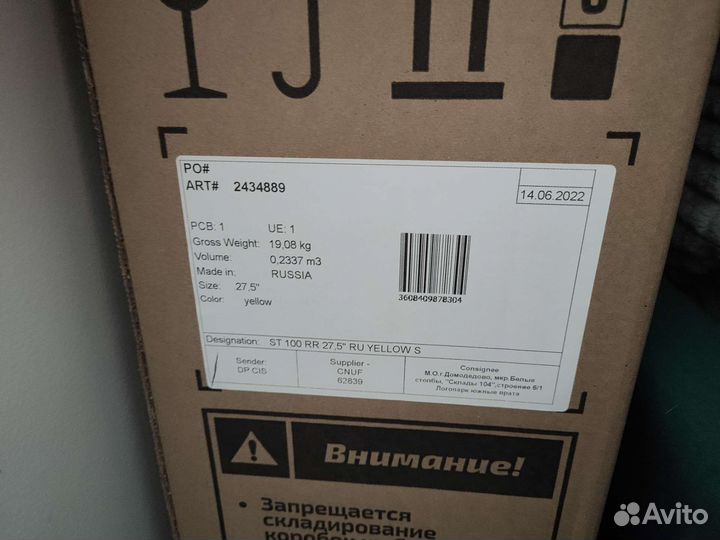 PO#
ART# 2434889
14.06.2022
PCB: 1 UE: 1
Gross Weight: 19,08 kg
Volume: 0,2337 m3
Made in: RUSSIA
Size: 27,5"
Color: yellow
3608409878304
Designation: ST 100 RR 27,5" RU YELLOW S
Sender:
DP CIS
Supplier -
CNUF
62839
Consignee
М.О.г.Домодедово, мкр.Белые
столбы, "Склады 104",строение 6/1
Логопарк южные врата
Внимание!
• Запрещается
складирование
Avito